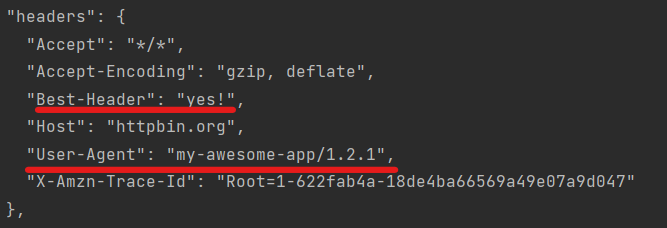 "headers": {
"Accept": "*/*",
"Accept-Encoding": "gzip, deflate",
"Best-Header": "yes!",
"Host": "httpbin.org",
"User-Agent": "my-awesome-app/1.2.1",
"X-Amzn-Trace-Id": "Root=1-622fab4a-18de4ba66569a49e07a9d047"
},